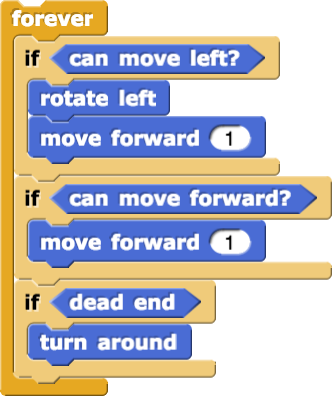 forever
if can move left?
rotate left
move forward 1
if can move forward?
move forward 1
if dead end
turn around